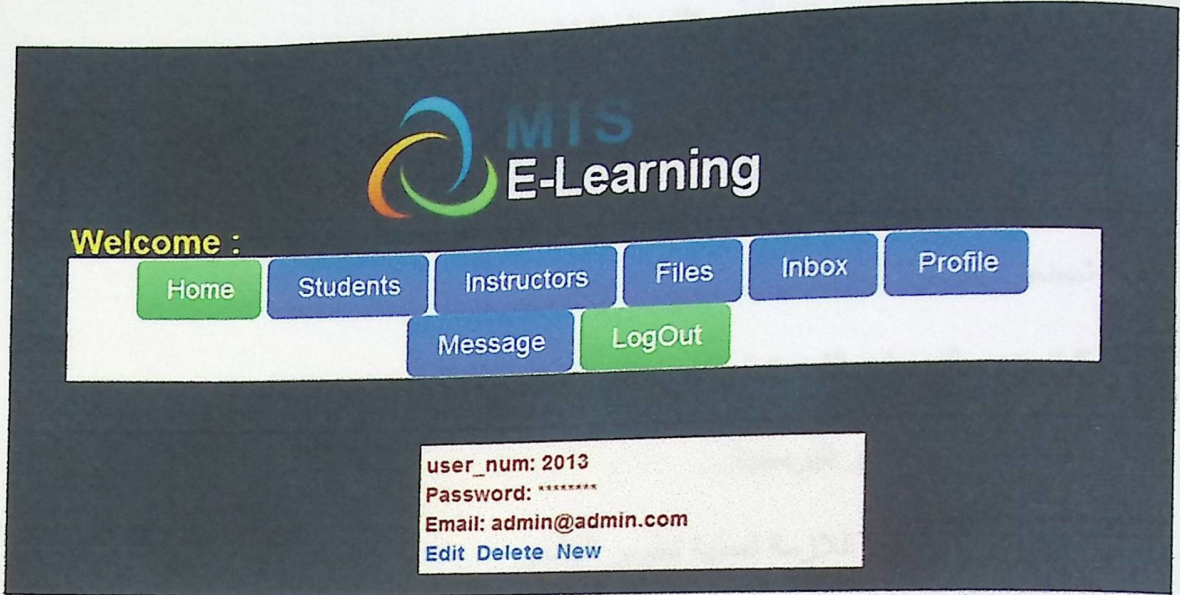 MIS
E-Learning
Welcome :
Home Students Instructors Files Inbox Profile
Message LogOut
user_num: 2013
Password: ********
Email: admin@admin.com
Edit Delete New